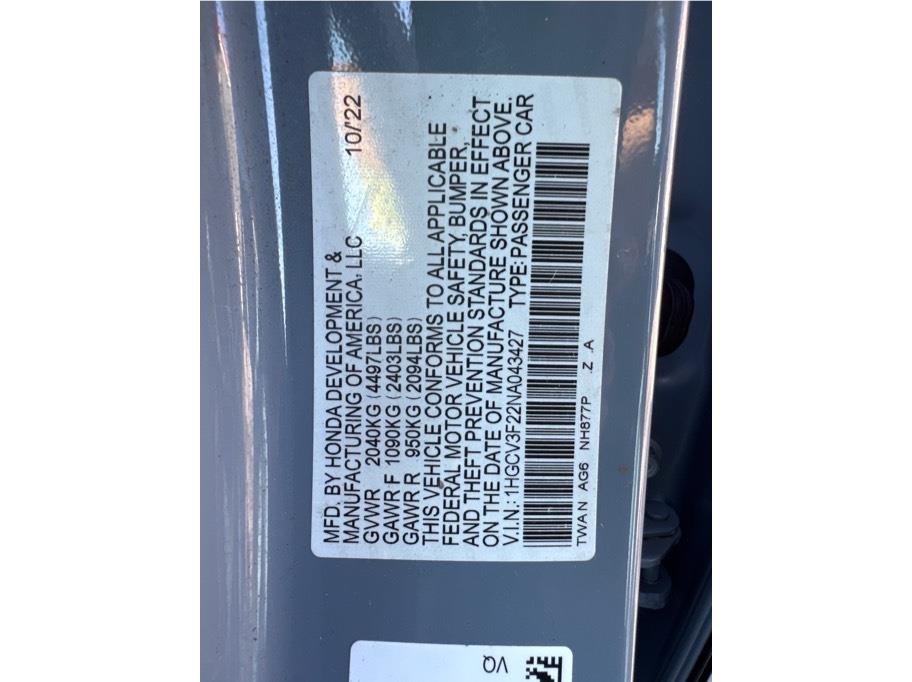 MFD. BY HONDA DEVELOPMENT &
MANUFACTURING OF AMERICA, LLC 10/'22
GVWR 2040KG (4497LBS)
GAWR F 1090KG (2403LBS)
GAWR R 950KG (2094LBS)
THIS VEHICLE CONFORMS TO ALL APPLICABLE
FEDERAL MOTOR VEHICLE SAFETY, BUMPER,
AND THEFT PREVENTION STANDARDS IN EFFECT
ON THE DATE OF MANUFACTURE SHOWN ABOVE.
V.I.N.:1HGCV3F22NA043427 TYPE:PASSENGER CAR
TWAN AG6 NH877P .Z .A
VQ